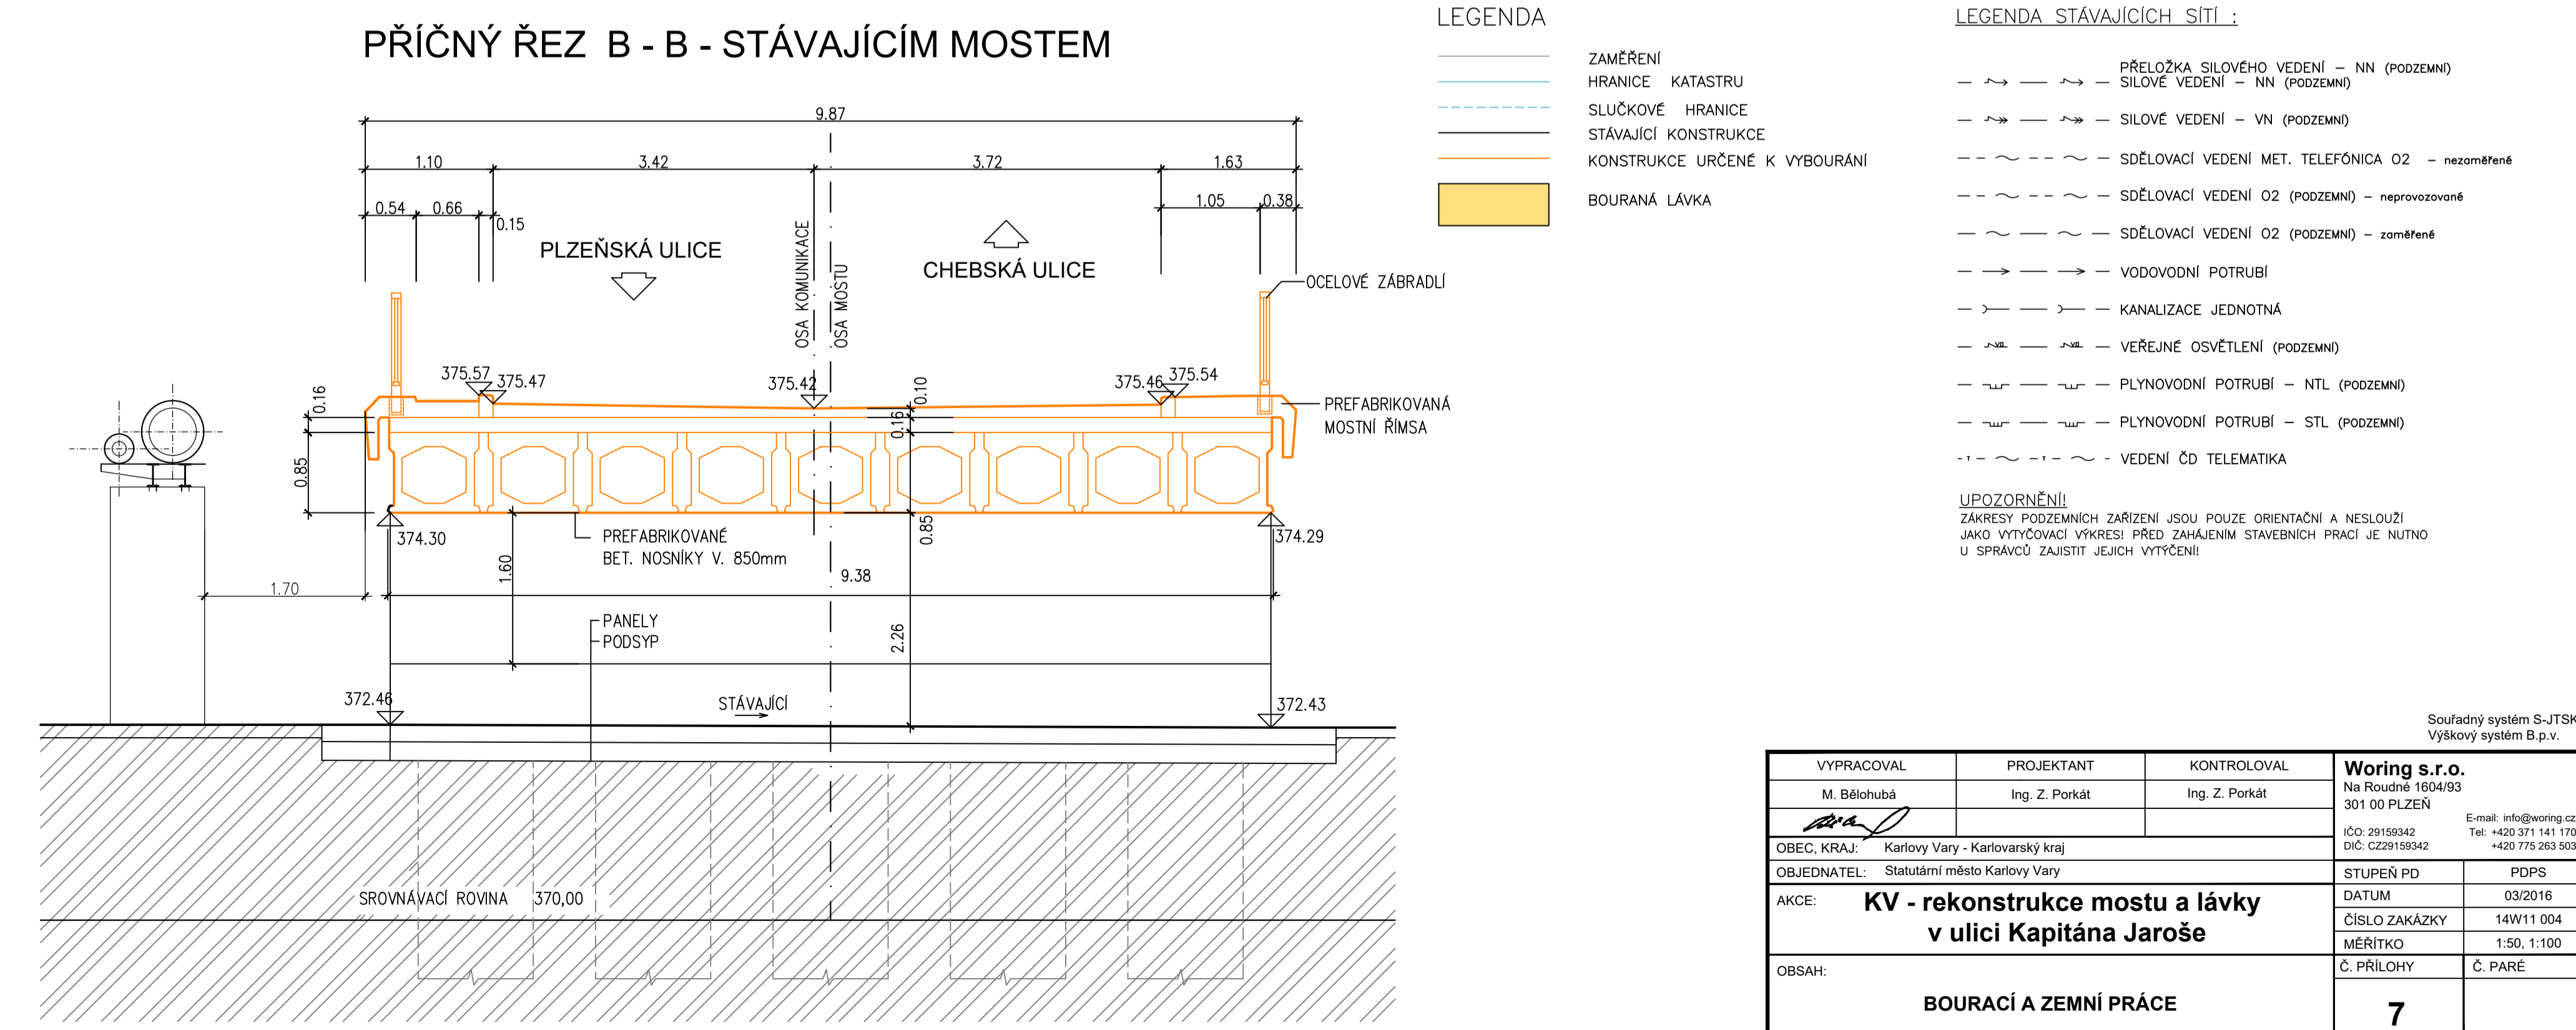 PŘÍČNÝ ŘEZ B - B - STÁVAJÍCÍM MOSTEM
9.87
1.10
3.42
3.72
1.63
0.54
0.66
0.15
1.05
0.38
PLZEŇSKÁ ULICE
CHEBSKÁ ULICE
OSA KOMUNIKACE
OSA MOSTU
OCELOVÉ ZÁBRADLÍ
375.57
375.47
375.42
375.46
375.54
0.16
0.10
0.16
0.85
PREFABRIKOVANÁ
MOSTNÍ ŘÍMSA
374.30
PREFABRIKOVANÉ
BET. NOSNÍKY V. 850mm
0.85
374.29
1.60
9.38
1.70
PANELY
PODSYP
2.26
372.46
STÁVAJÍCÍ
372.43
SROVNÁVACÍ ROVINA 370,00
LEGENDA
ZAMĚŘENÍ
HRANICE KATASTRU
SLUČKOVÉ HRANICE
STÁVAJÍCÍ KONSTRUKCE
KONSTRUKCE URČENÉ K VYBOURÁNÍ
BOURANÁ LÁVKA
LEGENDA STÁVAJÍCÍCH SÍTÍ :
PŘELOŽKA SILOVÉHO VEDENÍ – NN (PODZEMNÍ)
SILOVÉ VEDENÍ – NN (PODZEMNÍ)
SILOVÉ VEDENÍ – VN (PODZEMNÍ)
SDĚLOVACÍ VEDENÍ MET. TELEFÓNICA O2 – nezaměřené
SDĚLOVACÍ VEDENÍ O2 (PODZEMNÍ) – neprovozované
SDĚLOVACÍ VEDENÍ O2 (PODZEMNÍ) – zaměřené
VODOVODNÍ POTRUBÍ
KANALIZACE JEDNOTNÁ
VEŘEJNÉ OSVĚTLENÍ (PODZEMNÍ)
PLYNOVODNÍ POTRUBÍ – NTL (PODZEMNÍ)
PLYNOVODNÍ POTRUBÍ – STL (PODZEMNÍ)
VEDENÍ ČD TELEMATIKA
UPOZORNĚNÍ!
ZÁKRESY PODZEMNÍCH ZAŘÍZENÍ JSOU POUZE ORIENTAČNÍ A NESLOUŽÍ
JAKO VYTYČOVACÍ VÝKRES! PŘED ZAHÁJENÍM STAVEBNÍCH PRACÍ JE NUTNO
U SPRÁVCŮ ZAJISTIT JEJICH VYTÝČENÍ!
Souřadný systém S-JTSK
Výškový systém B.p.v.
VYPRACOVAL PROJEKTANT KONTROLOVAL
M. Bělohubá Ing. Z. Porkát Ing. Z. Porkát
Woring s.r.o.
Na Roudné 1604/93
301 00 PLZEŇ
E-mail: info@woring.cz
IČO: 29159342 Tel: +420 371 141 170
DIČ: CZ29159342 +420 775 263 503
OBEC, KRAJ: Karlovy Vary - Karlovarský kraj
OBJEDNATEL: Statutární město Karlovy Vary
AKCE: KV - rekonstrukce mostu a lávky
v ulici Kapitána Jaroše
STUPEŇ PD PDPS
DATUM 03/2016
ČÍSLO ZAKÁZKY 14W11 004
MĚŘÍTKO 1:50, 1:100
Č. PŘÍLOHY Č. PARÉ
7
OBSAH:
BOURACÍ A ZEMNÍ PRÁCE